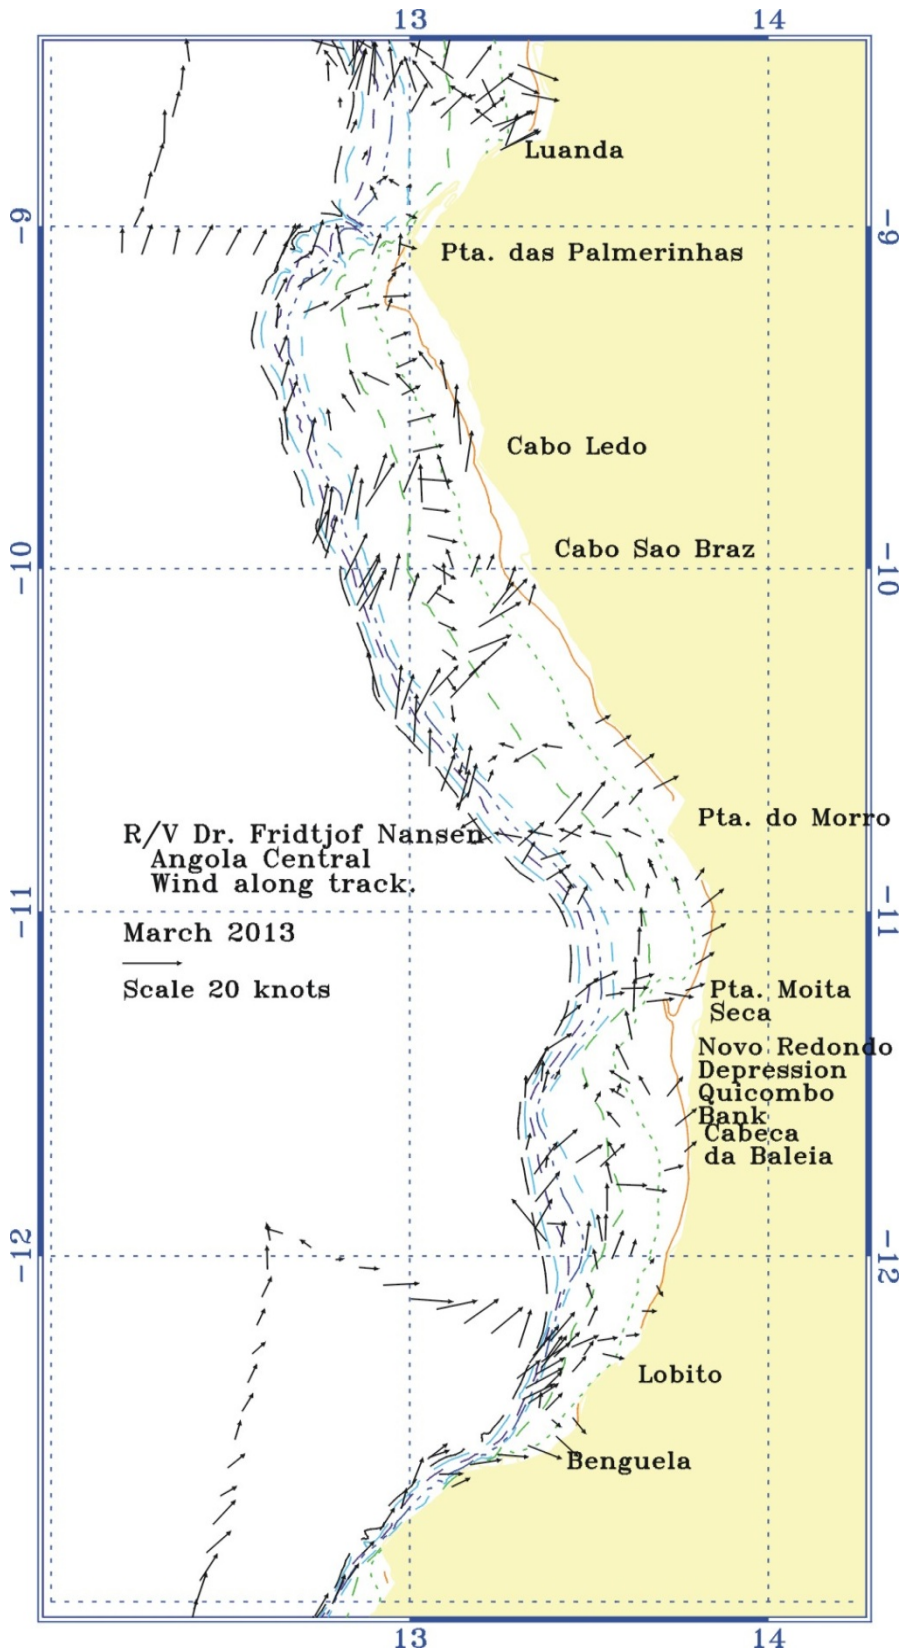 13 14
Luanda
-9 -9
Pta. das Palmerinhas
Cabo Ledo
Cabo Sao Braz
-10 -10
Pta. do Morro
R/V Dr. Fridtjof Nansen
Angola Central
Wind along track.
-11 -11
March 2013
Scale 20 knots
Pta. Moita
Seca
Novo Redondo
Depression
Quicombo
Bank
Cabeca
da Baleia
-12 -12
Lobito
Benguela
13 14